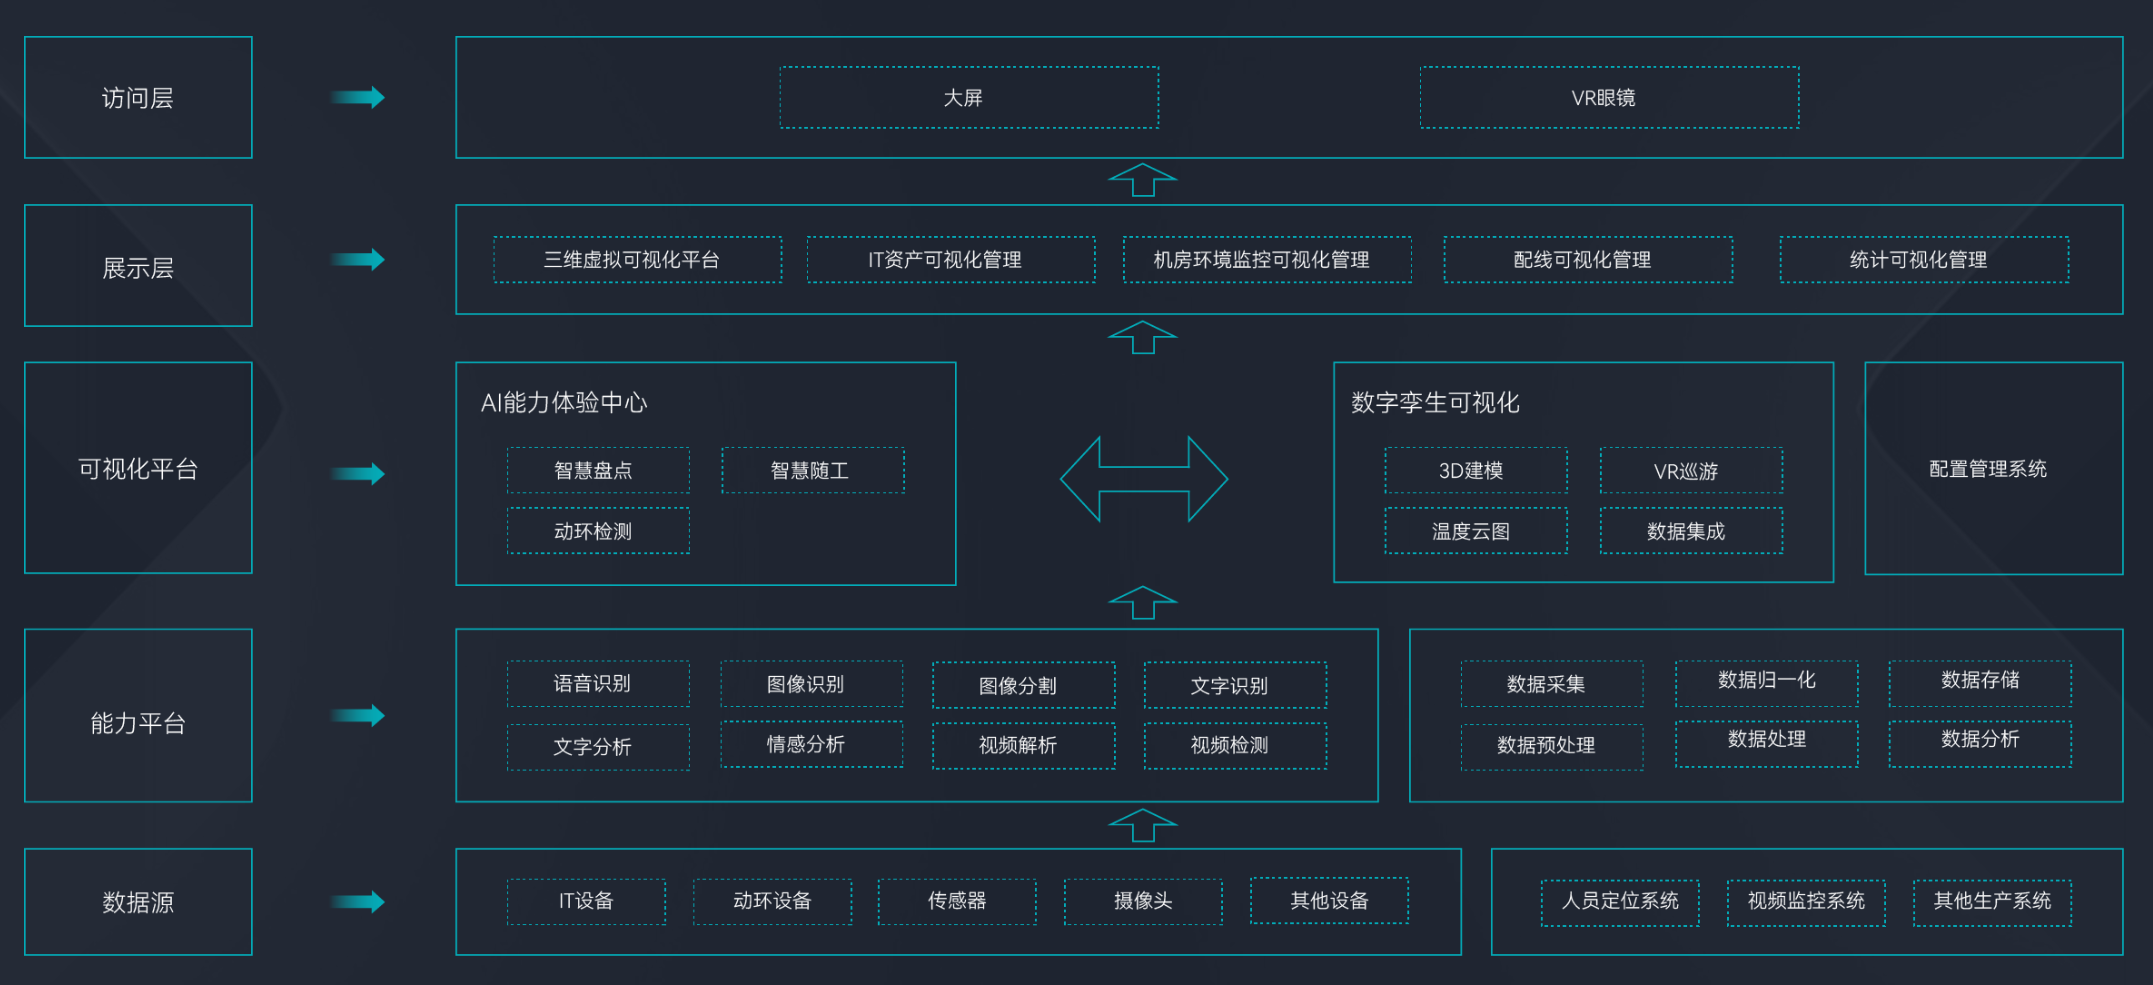 访问层
大屏
VR眼镜
展示层
三维虚拟可视化平台
IT资产可视化管理
机房环境监控可视化管理
配线可视化管理
统计可视化管理
可视化平台
AI能力体验中心
智慧盘点
智慧随工
动环检测
数字孪生可视化
3D建模
VR巡游
温度云图
数据集成
配置管理系统
能力平台
语音识别
图像识别
图像分割
文字识别
文字分析
情感分析
视频解析
视频检测
数据采集
数据归一化
数据存储
数据预处理
数据处理
数据分析
数据源
IT设备
动环设备
传感器
摄像头
其他设备
人员定位系统
视频监控系统
其他生产系统